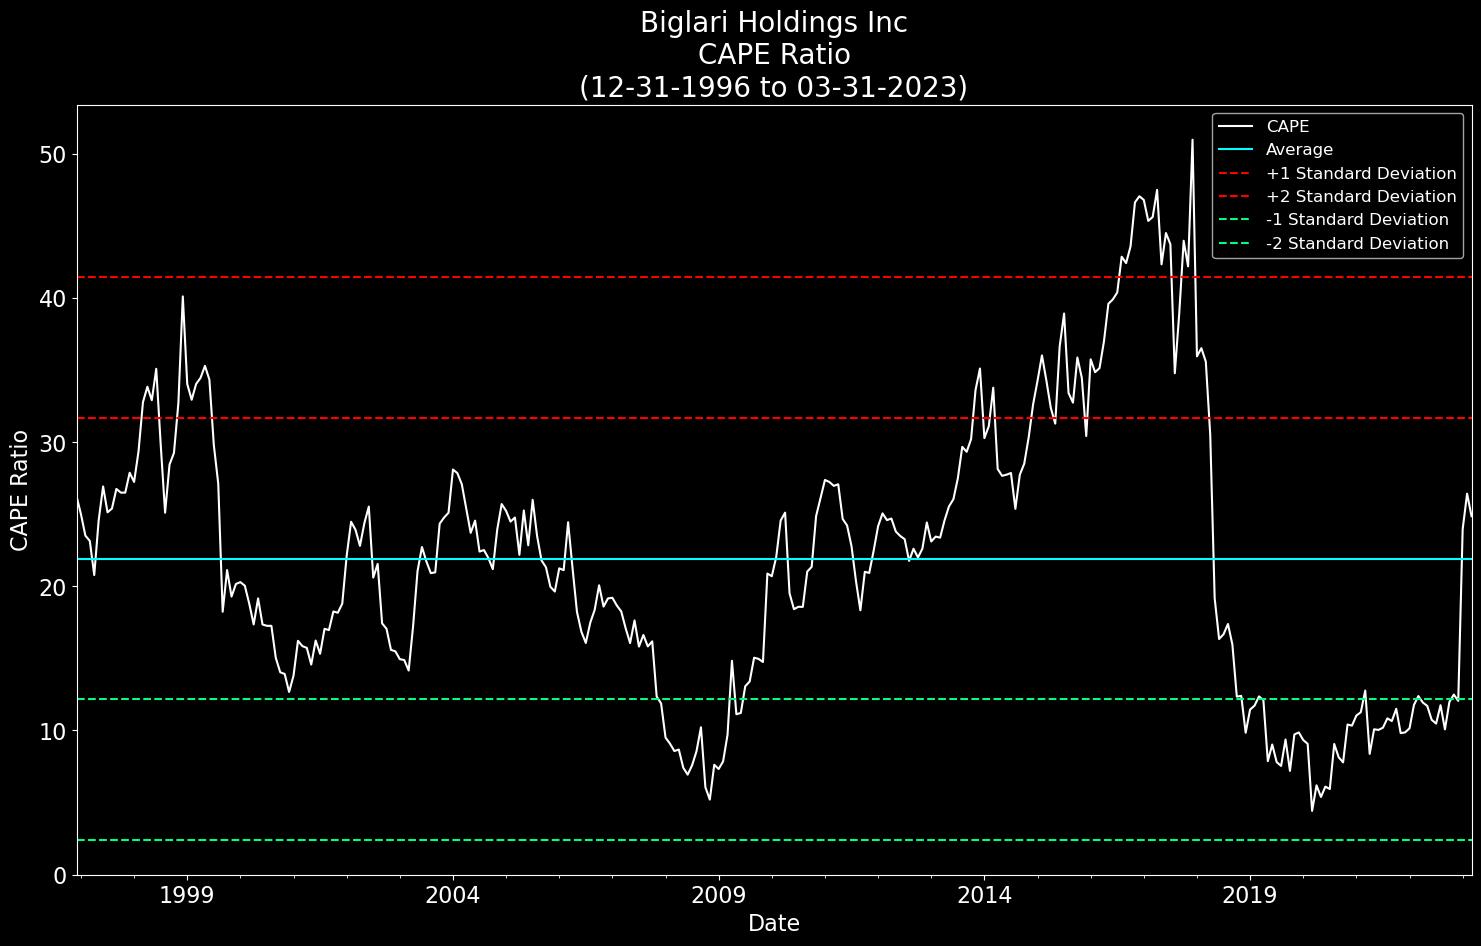 Biglari Holdings Inc
CAPE Ratio
(12-31-1996 to 03-31-2023)
CAPE
Average
+1 Standard Deviation
+2 Standard Deviation
-1 Standard Deviation
-2 Standard Deviation
CAPE Ratio
50
40
30
20
10
0
1999 2004 2009 2014 2019
Date